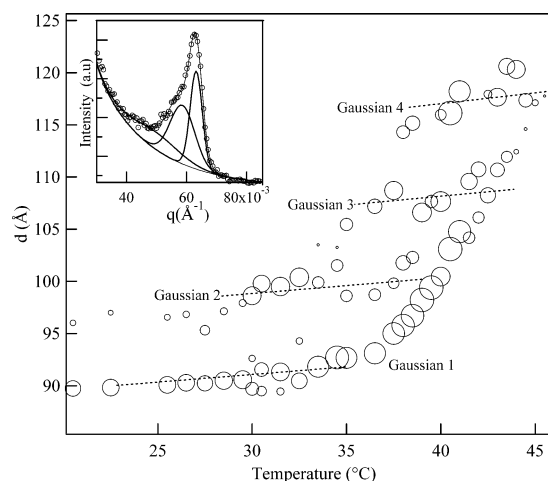 120
115
110
105
100
95
90
d (Å)
Intensity (a.u)
40
60
80x10⁻³
q(Å⁻¹)
Gaussian 4
Gaussian 3
Gaussian 2
Gaussian 1
25
30
35
40
45
Temperature (°C)